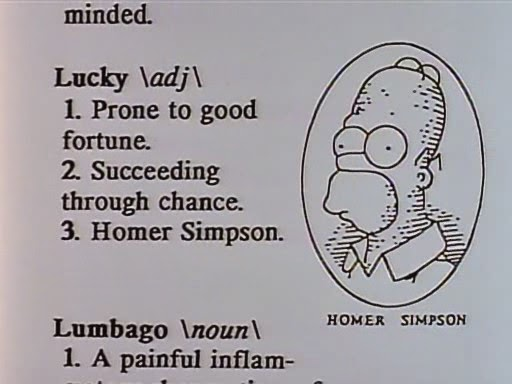 minded.
Lucky \adj\
1. Prone to good
fortune.
2. Succeeding
through chance.
3. Homer Simpson.
HOMER SIMPSON
Lumbago \noun\
1. A painful inflam-